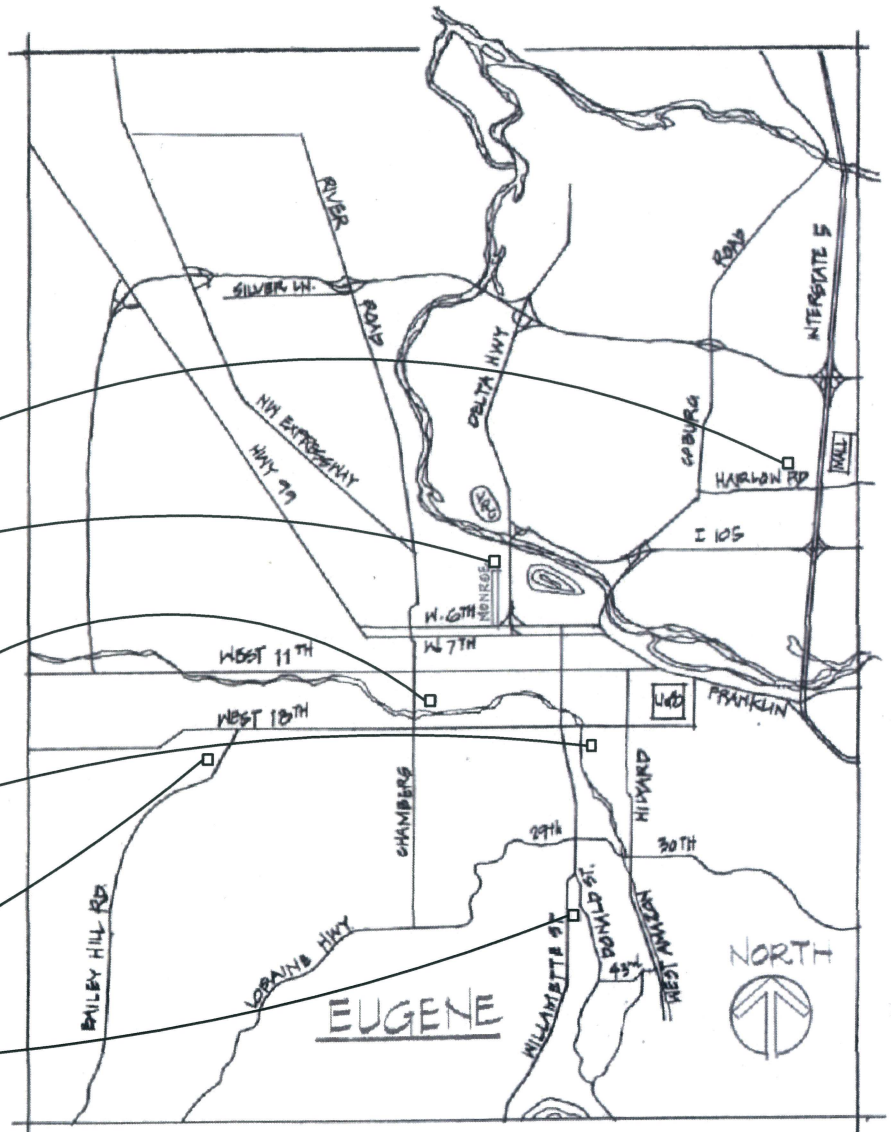 RIVER
ROAD
ROAD
INTERSTATE 5
SILVER LN.
DELTA HWY
NW EXPRESSWAY
HWY 99
COBURG
MALL
HARLOW RD
I 105
MONROE
W. 6TH
W. 7TH
WEST 11TH
UofO
FRANKLIN
WEST 18TH
CHAMBERS
HILYARD
29th
30TH
BAILEY HILL RD.
LORAINE HWY
WILLAMETTE ST
DONALD ST.
43rd
WEST AMAZON
NORTH
EUGENE